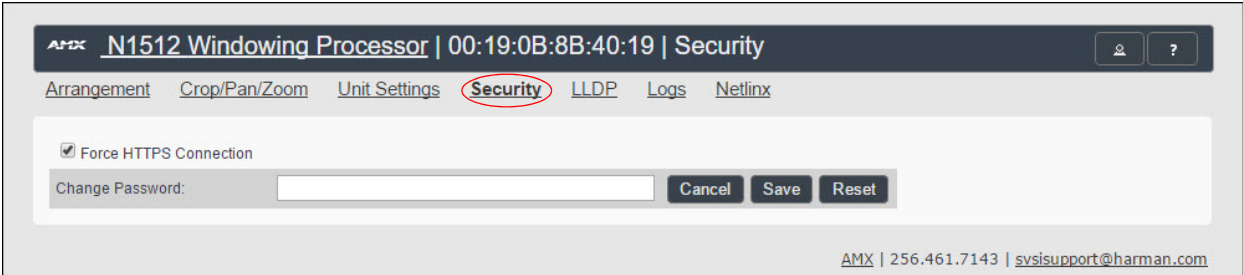 AMX N1512 Windowing Processor | 00:19:0B:8B:40:19 | Security ?
Arrangement Crop/Pan/Zoom Unit Settings Security LLDP Logs Netlinx
Force HTTPS Connection
Change Password: Cancel Save Reset
AMX | 256.461.7143 | svsisupport@harman.com